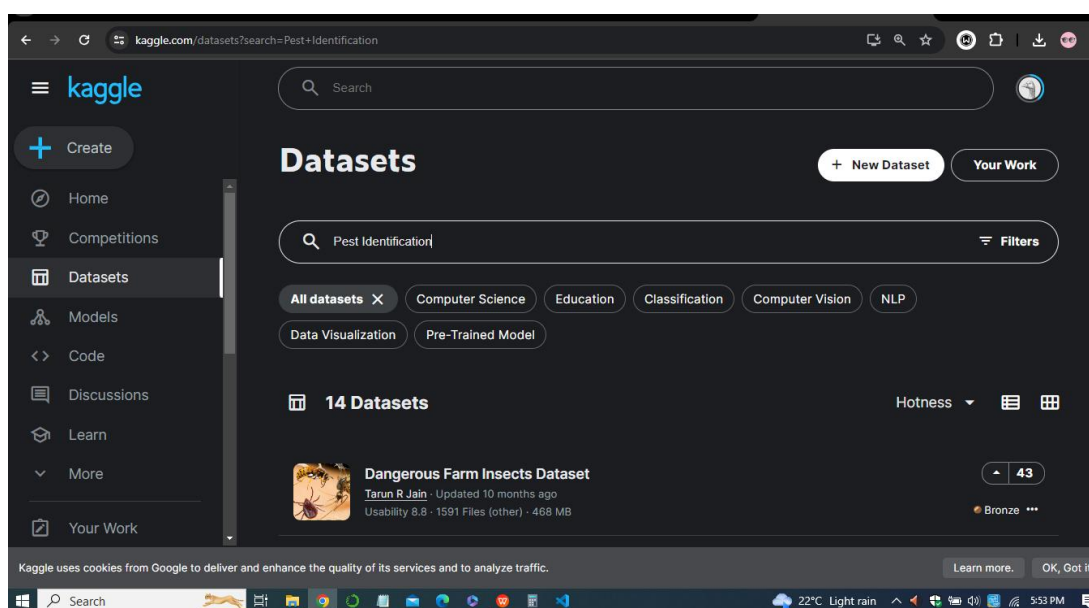 kaggle.com/datasets?search=Pest+Identification
kaggle
Search
Create
Datasets
+ New Dataset
Your Work
Home
Competitions
Pest Identification
Filters
Datasets
All datasets X
Computer Science
Education
Classification
Computer Vision
NLP
Models
Data Visualization
Pre-Trained Model
Code
Discussions
14 Datasets
Hotness
Learn
More
Dangerous Farm Insects Dataset
43
Tarun R Jain · Updated 10 months ago
Usability 8.8 · 1591 Files (other) · 468 MB
Bronze •••
Your Work
Kaggle uses cookies from Google to deliver and enhance the quality of its services and to analyze traffic.
Learn more.
OK, Got it
Search
22°C Light rain
5:53 PM